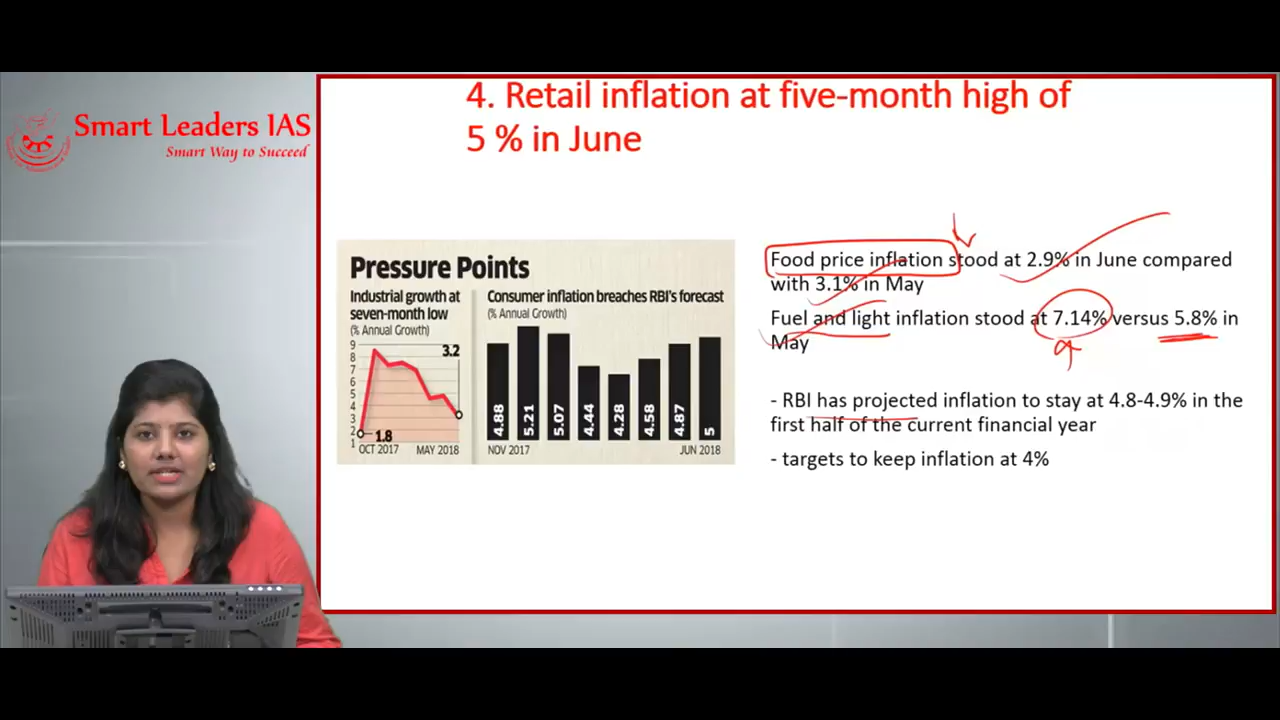 Smart Leaders IAS
Smart Way to Succeed
4. Retail inflation at five-month high of
5 % in June
Pressure Points
Industrial growth at
seven-month low
(% Annual Growth)
9
8
7
6
5
4
3
2
1
3.2
1.8
OCT 2017
MAY 2018
Consumer inflation breaches RBI's forecast
(% Annual Growth)
4.88
5.21
5.07
4.44
4.28
4.58
4.87
5
NOV 2017
JUN 2018
Food price inflation stood at 2.9% in June compared
with 3.1% in May
Fuel and light inflation stood at 7.14% versus 5.8% in
May
- RBI has projected inflation to stay at 4.8-4.9% in the
first half of the current financial year
- targets to keep inflation at 4%